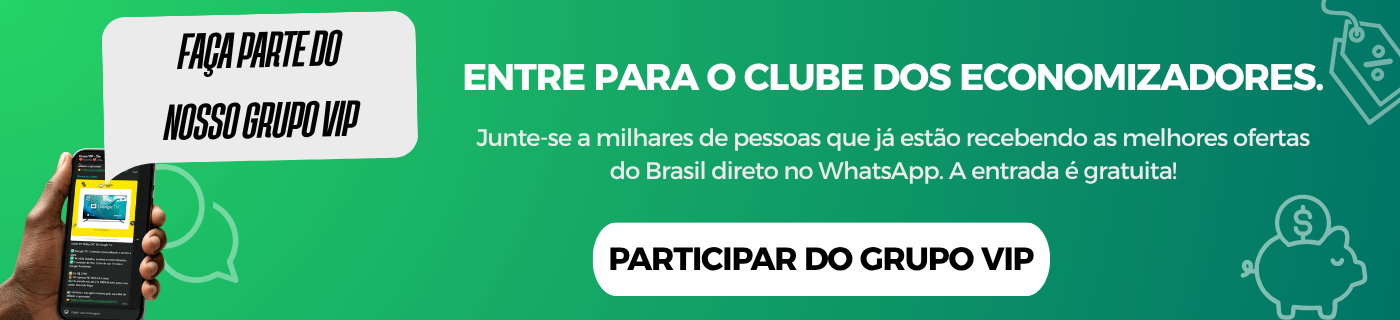 FAÇA PARTE DO
NOSSO GRUPO VIP
ENTRE PARA O CLUBE DOS ECONOMIZADORES.
Junte-se a milhares de pessoas que já estão recebendo as melhores ofertas
do Brasil direto no WhatsApp. A entrada é gratuita!
PARTICIPAR DO GRUPO VIP
%
$